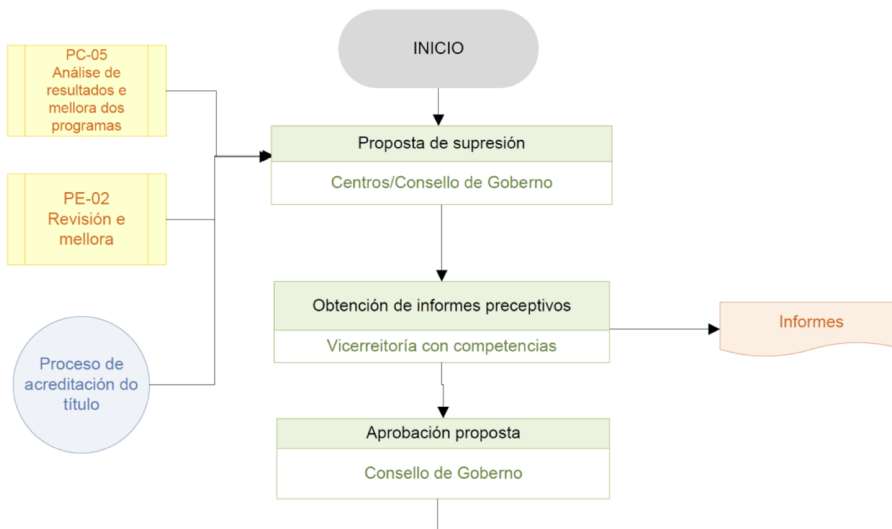 INICIO
PC-05
Análise de
resultados e
mellora dos
programas
Proposta de supresión
Centros/Consello de Goberno
PE-02
Revisión e
mellora
Obtención de informes preceptivos
Vicerreitoría con competencias
Informes
Proceso de
acreditación do
título
Aprobación proposta
Consello de Goberno